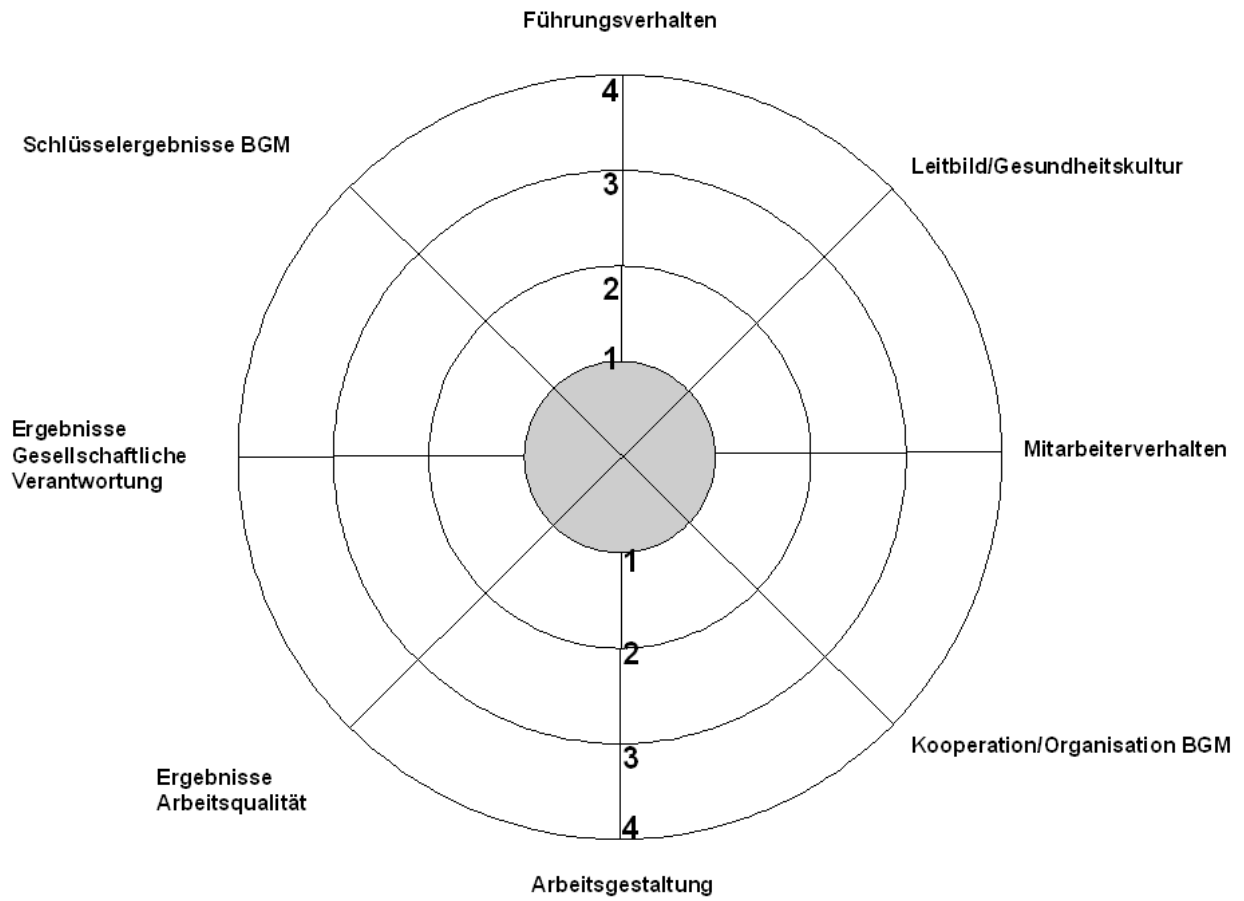 Führungsverhalten
4
Schlüsselergebnisse BGM
Leitbild/Gesundheitskultur
3
2
1
Ergebnisse
Gesellschaftliche
Verantwortung
Mitarbeiterverhalten
1
2
3
Kooperation/Organisation BGM
Ergebnisse
Arbeitsqualität
4
Arbeitsgestaltung